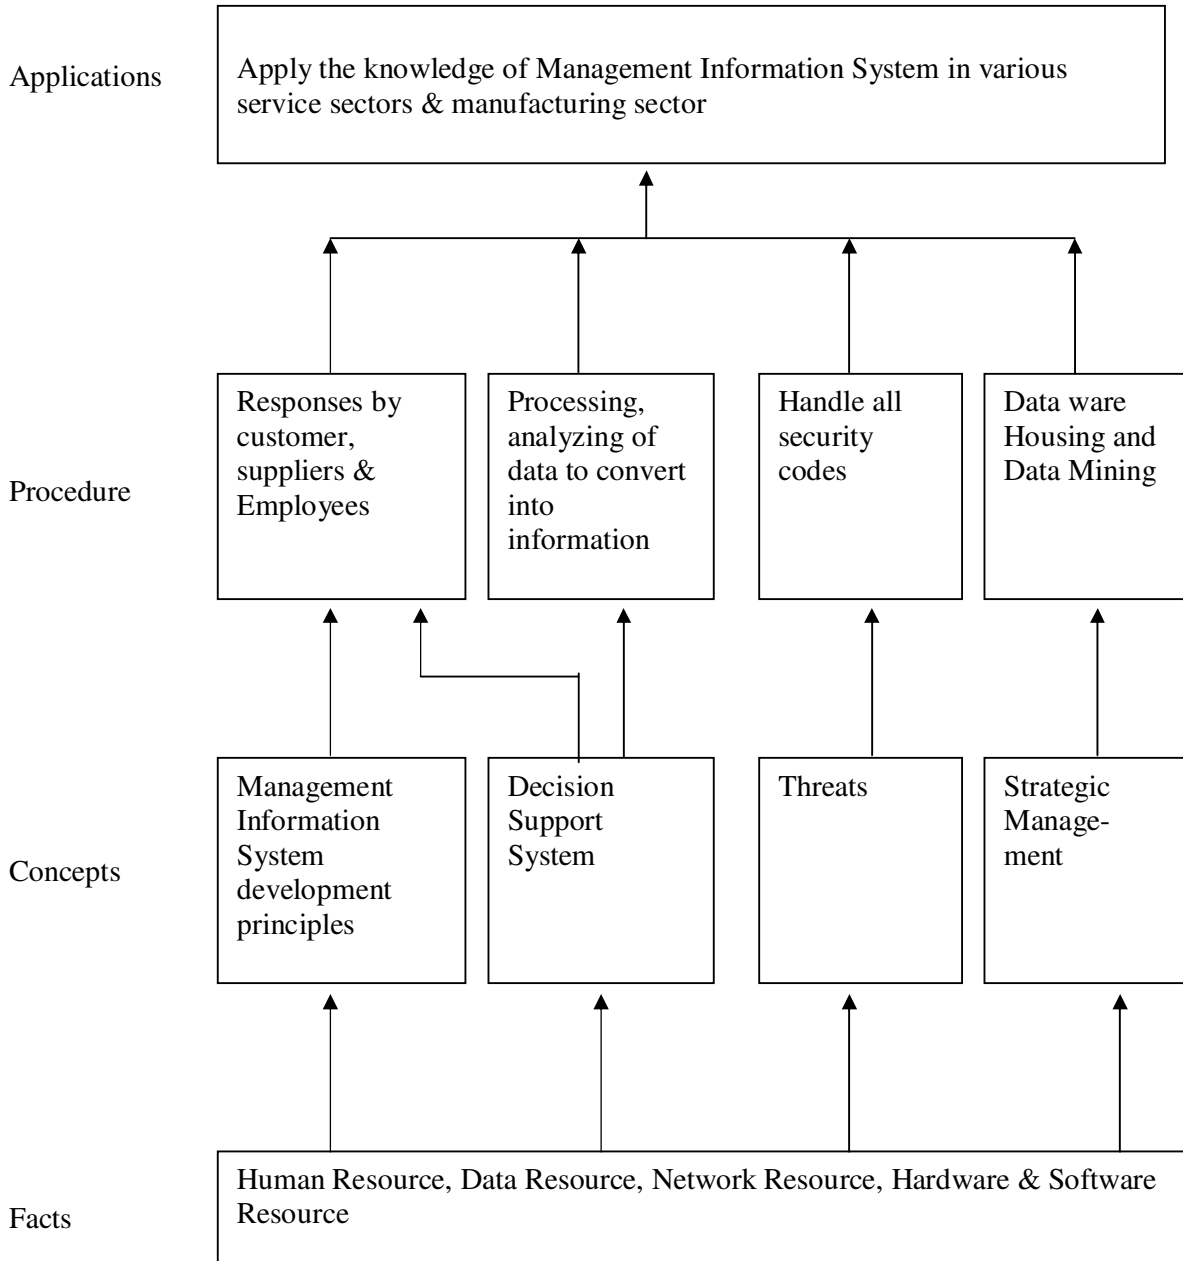 Applications
Apply the knowledge of Management Information System in various
service sectors & manufacturing sector
Procedure
Responses by
customer,
suppliers &
Employees
Processing,
analyzing of
data to convert
into
information
Handle all
security
codes
Data ware
Housing and
Data Mining
Concepts
Management
Information
System
development
principles
Decision
Support
System
Threats
Strategic
Manage-
ment
Facts
Human Resource, Data Resource, Network Resource, Hardware & Software
Resource